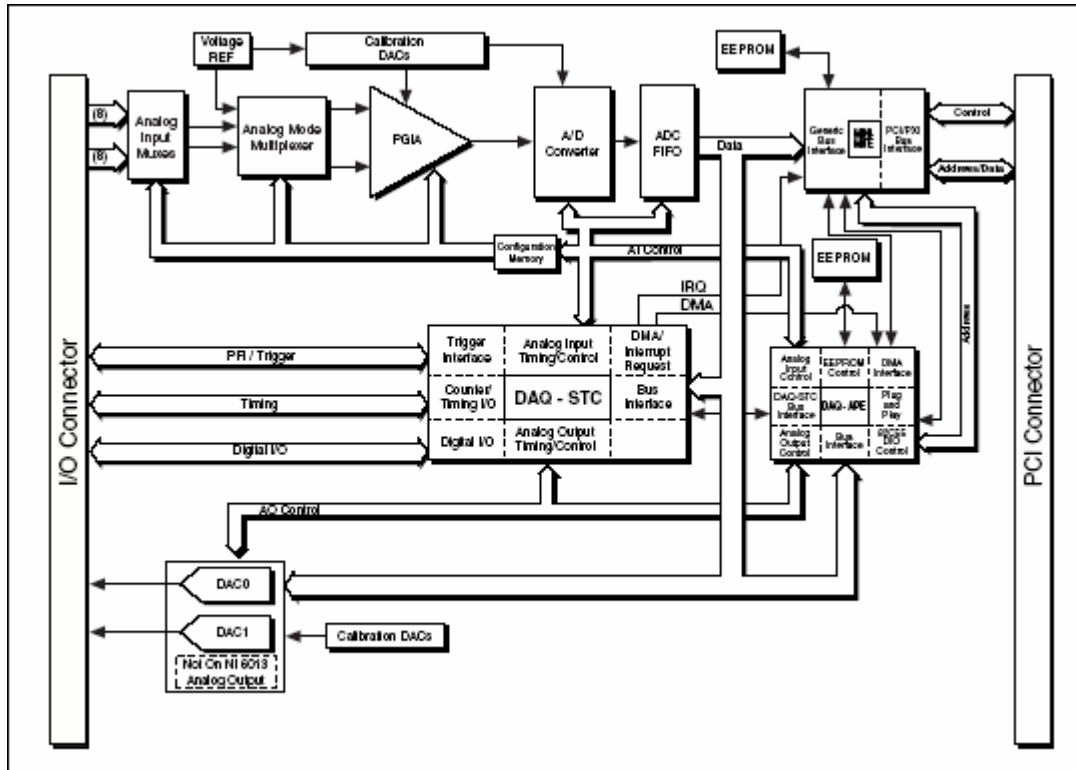 Voltage
REF
Calibration
DACs
EEPROM
(8)
(8)
Analog
Input
Muxes
Analog Mode
Multiplexer
PGIA
A/D
Converter
ADC
FIFO
Data
Generic
Bus
Interface
PCI/PXI
Bus
Interface
Control
Address/Data
Configuration
Memory
AI Control
EEPROM
IRQ
DMA
Address
I/O Connector
PCI Connector
PFI / Trigger
Timing
Digital I/O
Trigger
Interface
Analog Input
Timing/Control
DMA/
Interrupt
Request
Counter/
Timing I/O
DAQ - STC
Bus
Interface
Digital I/O
Analog Output
Timing/Control
Analog
Input
Control
EEPROM
Control
DMA
Interface
DAQ-STC
Bus
Interface
DAQ - APE
Plug
and
Play
Analog
Output
Control
Bus
Interface
DIO
Control
AO Control
DAC0
DAC1
Calibration DACs
Not On NI 6013
Analog Output